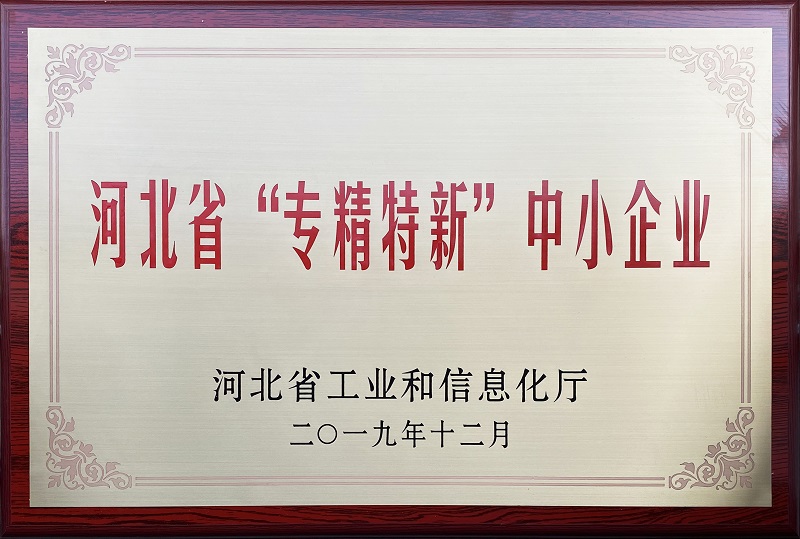 河北省“专精特新”中小企业
河北省工业和信息化厅
二〇一九年十二月